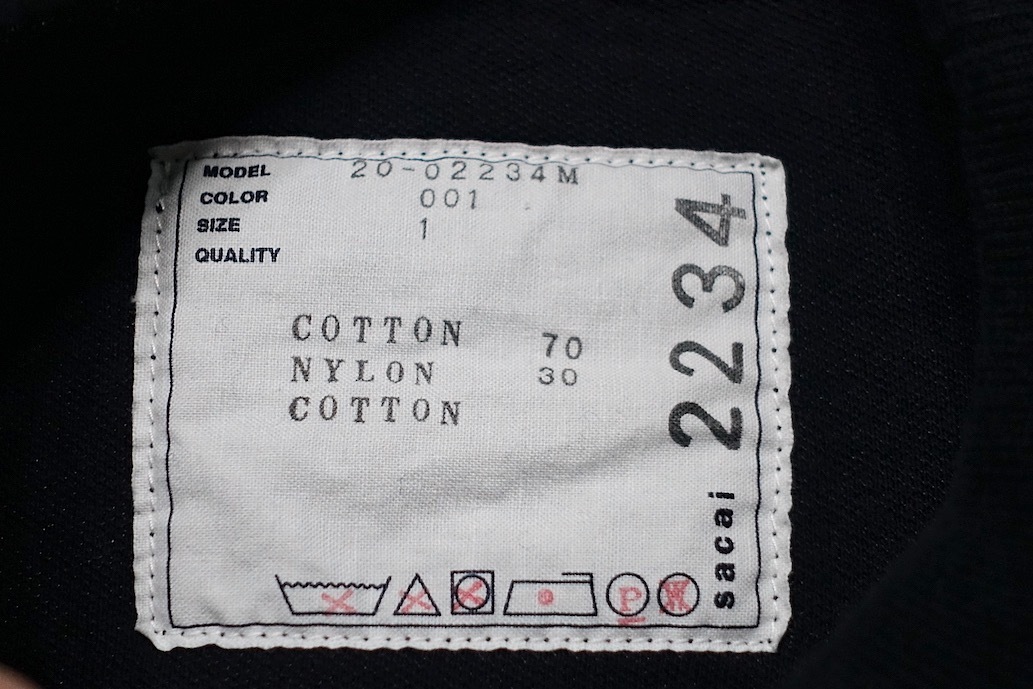 MODEL 20-02234M
COLOR 001
SIZE 1
QUALITY
COTTON 70
NYLON 30
COTTON
P
W
sacai 2234